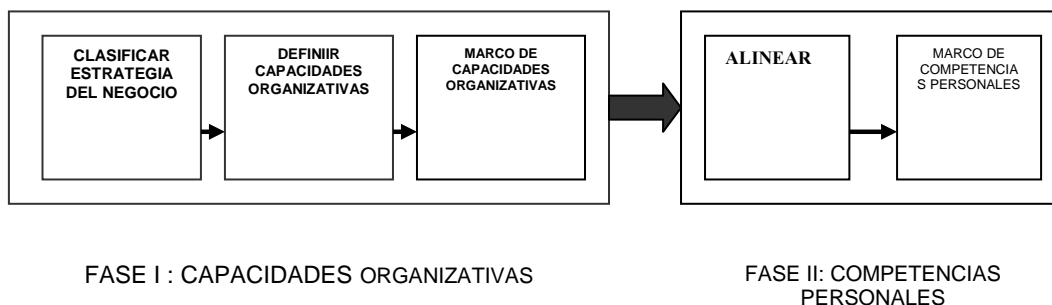 CLASIFICAR
ESTRATEGIA
DEL NEGOCIO
DEFINIIR
CAPACIDADES
ORGANIZATIVAS
MARCO DE
CAPACIDADES
ORGANIZATIVAS
ALINEAR
MARCO DE
COMPETENCIA
S PERSONALES
FASE I : CAPACIDADES ORGANIZATIVAS
FASE II: COMPETENCIAS
PERSONALES